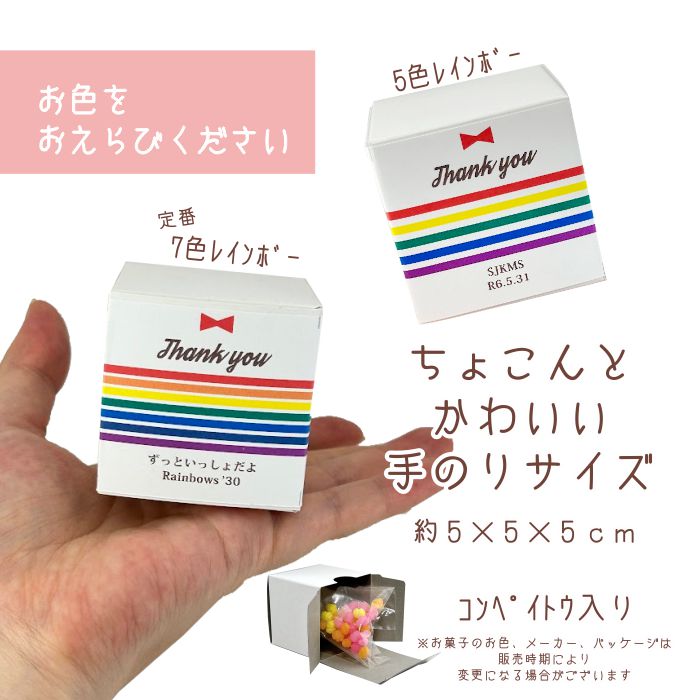 お色を
おえらびください
5色レインボー
Thank you
SJKMS
R6.5.31
定番
7色レインボー
Thank you
ずっといっしょだよ
Rainbows '30
ちょこんと
かわいい
手のりサイズ
約5×5×5cm
コンペイトウ入り
※お菓子のお色、メーカー、パッケージは
販売時期により
変更になる場合がございます